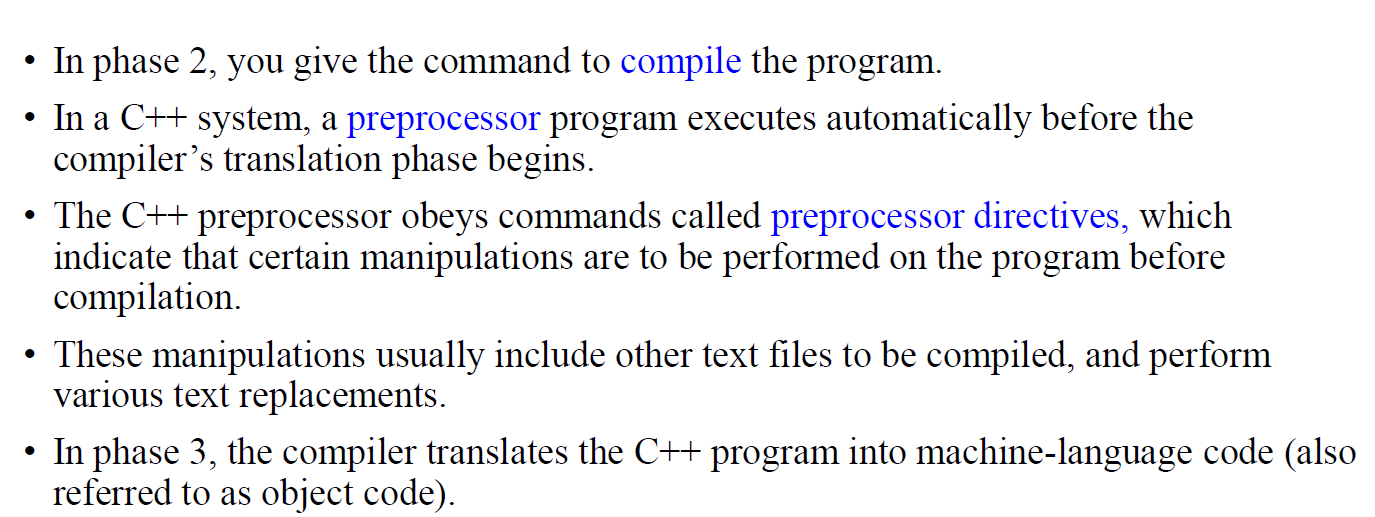 • In phase 2, you give the command to compile the program.
• In a C++ system, a preprocessor program executes automatically before the
compiler’s translation phase begins.
• The C++ preprocessor obeys commands called preprocessor directives, which
indicate that certain manipulations are to be performed on the program before
compilation.
• These manipulations usually include other text files to be compiled, and perform
various text replacements.
• In phase 3, the compiler translates the C++ program into machine-language code (also
referred to as object code).